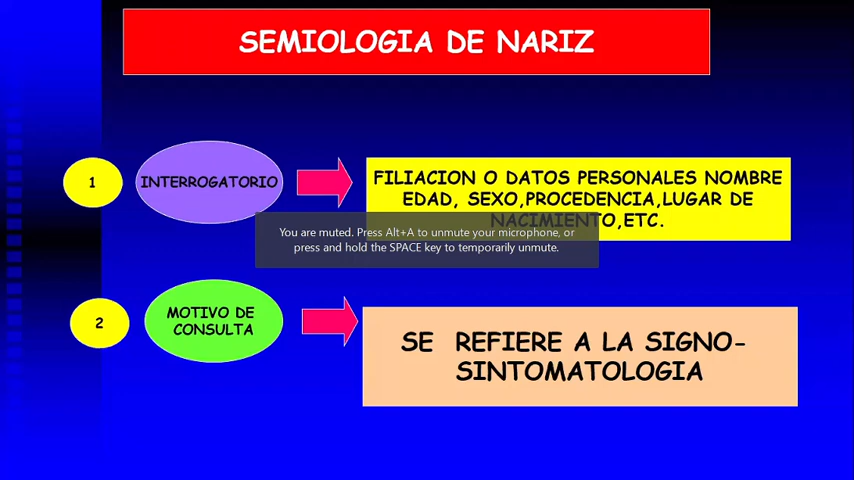 SEMIOLOGIA DE NARIZ
1
INTERROGATORIO
FILIACION O DATOS PERSONALES NOMBRE
EDAD, SEXO,PROCEDENCIA,LUGAR DE
NACIMIENTO,ETC.
You are muted. Press Alt+A to unmute your microphone, or
press and hold the SPACE key to temporarily unmute.
2
MOTIVO DE
CONSULTA
SE REFIERE A LA SIGNO-
SINTOMATOLOGIA